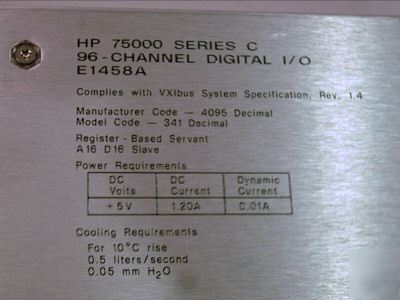 HP 75000 SERIES C
96-CHANNEL DIGITAL I/O
E1458A
Complies with VXIbus System Specification, Rev. 1.4
Manufacturer Code — 4095 Decimal
Model Code — 341 Decimal
Register-Based Servant
A16 D16 Slave
Power Requirements
DC Volts DC Current Dynamic Current
+5V 1.20A 0.01A
Cooling Requirements
For 10°C rise
0.5 liters/second
0.05 mm H2O